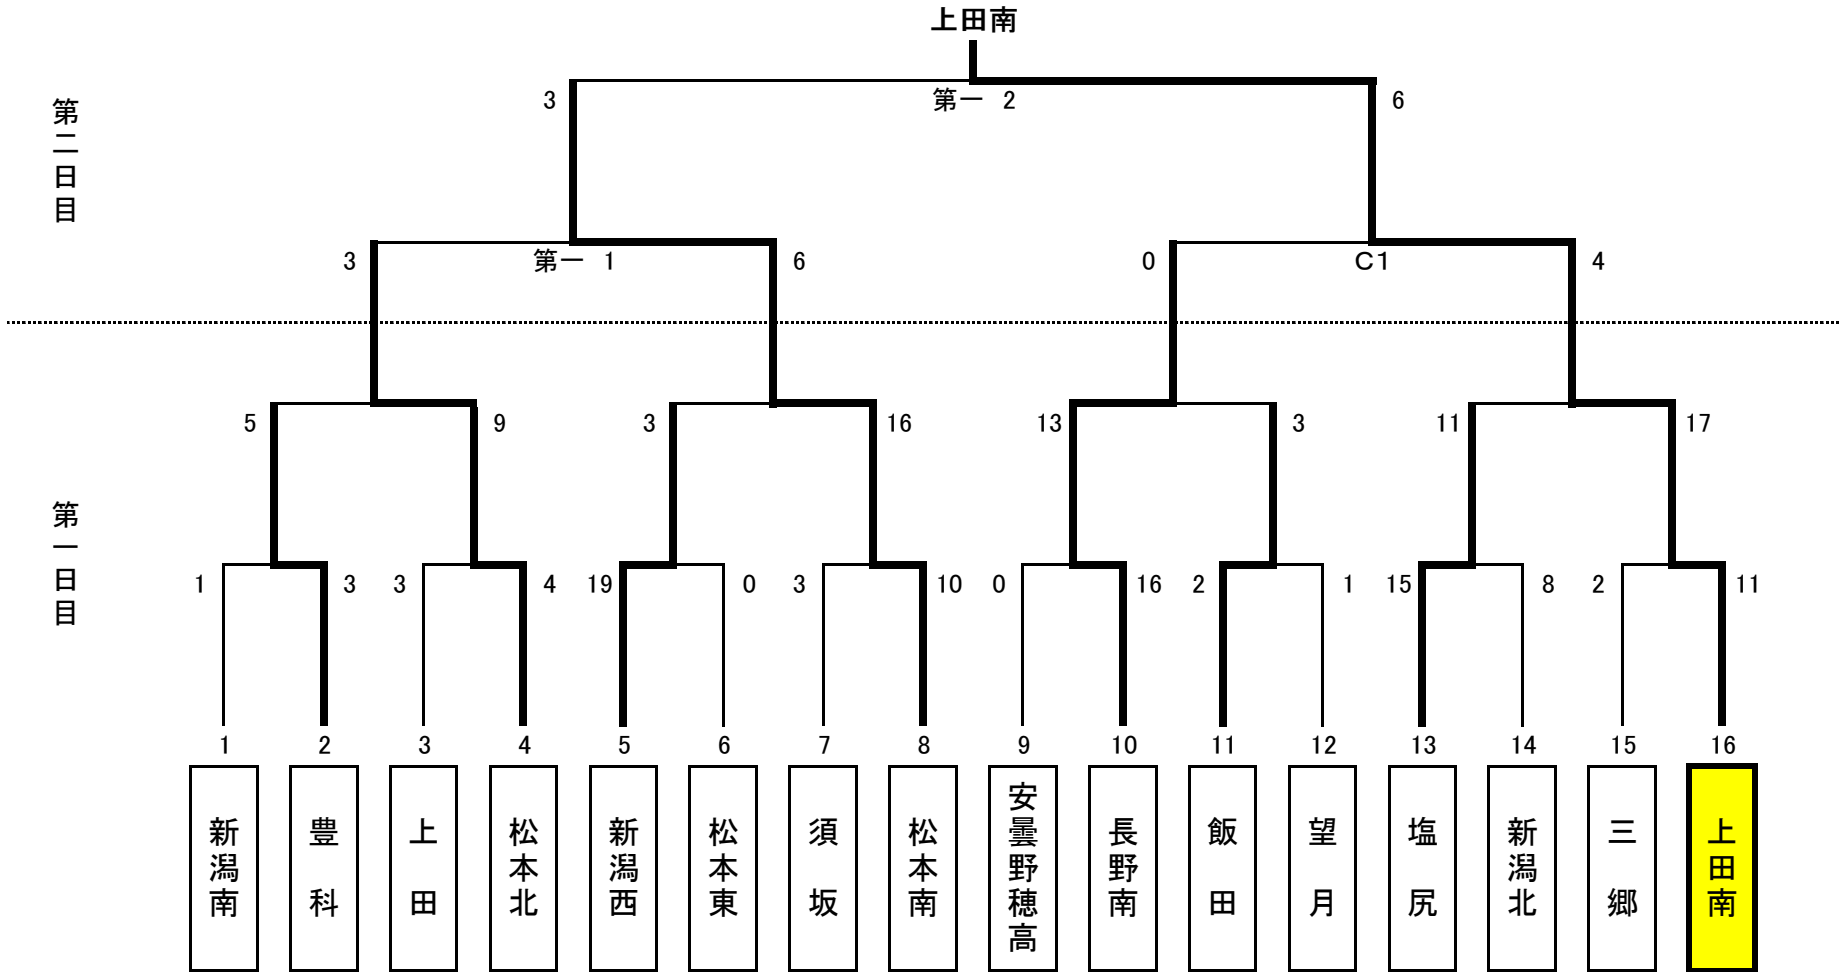 上田南
3 第一 2 6
第二日目
3 第一 1 6 0 C1 4
5 9 3 16 13 3 11 17
第一日目
1 3 3 4 19 0 3 10 0 16 2 1 15 8 2 11
1 2 3 4 5 6 7 8 9 10 11 12 13 14 15 16
新潟南
豊科
上田
松本北
新潟西
松本東
須坂
松本南
安曇野穂高
長野南
飯田
望月
塩尻
新潟北
三郷
上田南